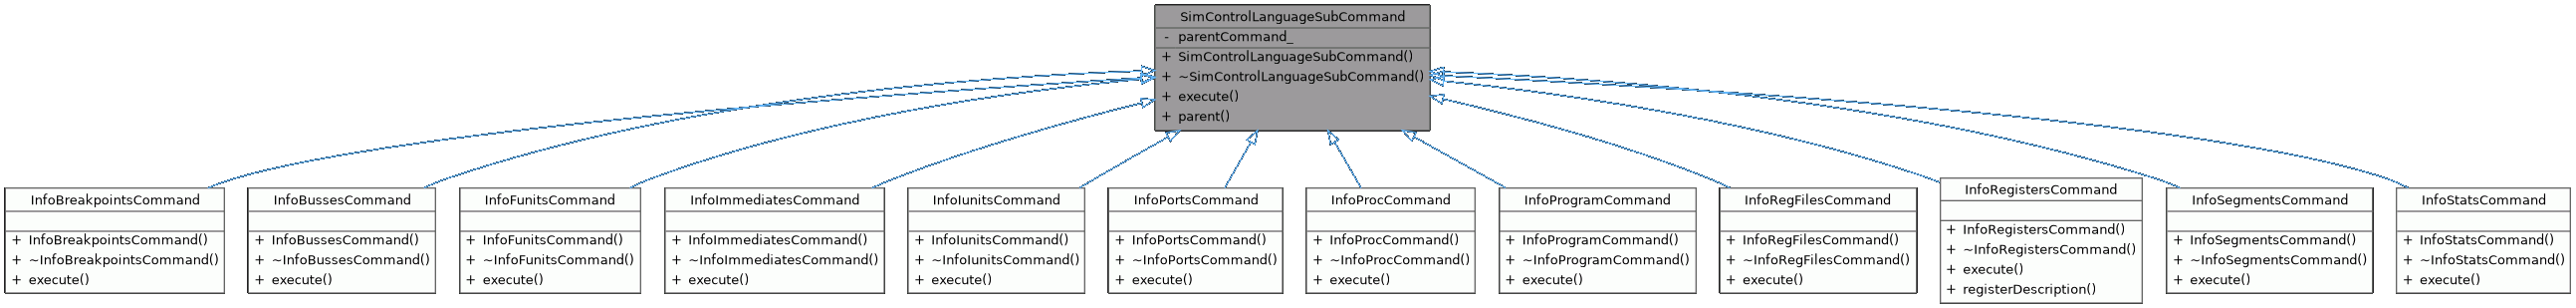 SimControlLanguageSubCommand
- parentCommand_
+ SimControlLanguageSubCommand()
+ ~SimControlLanguageSubCommand()
+ execute()
+ parent()
InfoBreakpointsCommand
+ InfoBreakpointsCommand()
+ ~InfoBreakpointsCommand()
+ execute()
InfoBussesCommand
+ InfoBussesCommand()
+ ~InfoBussesCommand()
+ execute()
InfoFunitsCommand
+ InfoFunitsCommand()
+ ~InfoFunitsCommand()
+ execute()
InfoImmediatesCommand
+ InfoImmediatesCommand()
+ ~InfoImmediatesCommand()
+ execute()
InfoIunitsCommand
+ InfoIunitsCommand()
+ ~InfoIunitsCommand()
+ execute()
InfoPortsCommand
+ InfoPortsCommand()
+ ~InfoPortsCommand()
+ execute()
InfoProcCommand
+ InfoProcCommand()
+ ~InfoProcCommand()
+ execute()
InfoProgramCommand
+ InfoProgramCommand()
+ ~InfoProgramCommand()
+ execute()
InfoRegFilesCommand
+ InfoRegFilesCommand()
+ ~InfoRegFilesCommand()
+ execute()
InfoRegistersCommand
+ InfoRegistersCommand()
+ ~InfoRegistersCommand()
+ execute()
+ registerDescription()
InfoSegmentsCommand
+ InfoSegmentsCommand()
+ ~InfoSegmentsCommand()
+ execute()
InfoStatsCommand
+ InfoStatsCommand()
+ ~InfoStatsCommand()
+ execute()